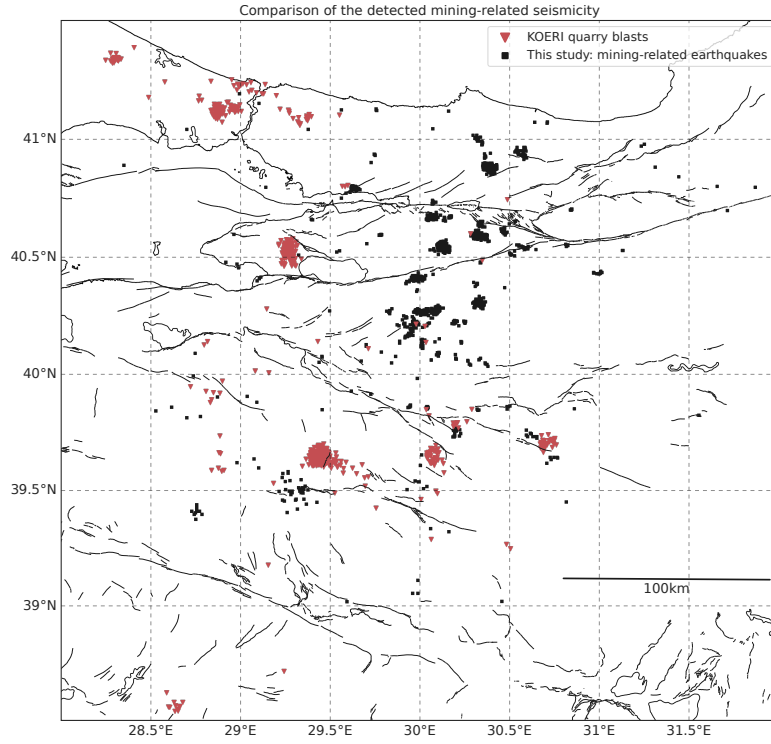 Comparison of the detected mining-related seismicity
KOERI quarry blasts
This study: mining-related earthquakes
41°N
40.5°N
40°N
39.5°N
39°N
100km
28.5°E
29°E
29.5°E
30°E
30.5°E
31°E
31.5°E